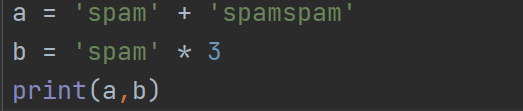 a = 'spam' + 'spamspam'
b = 'spam' * 3
print(a,b)